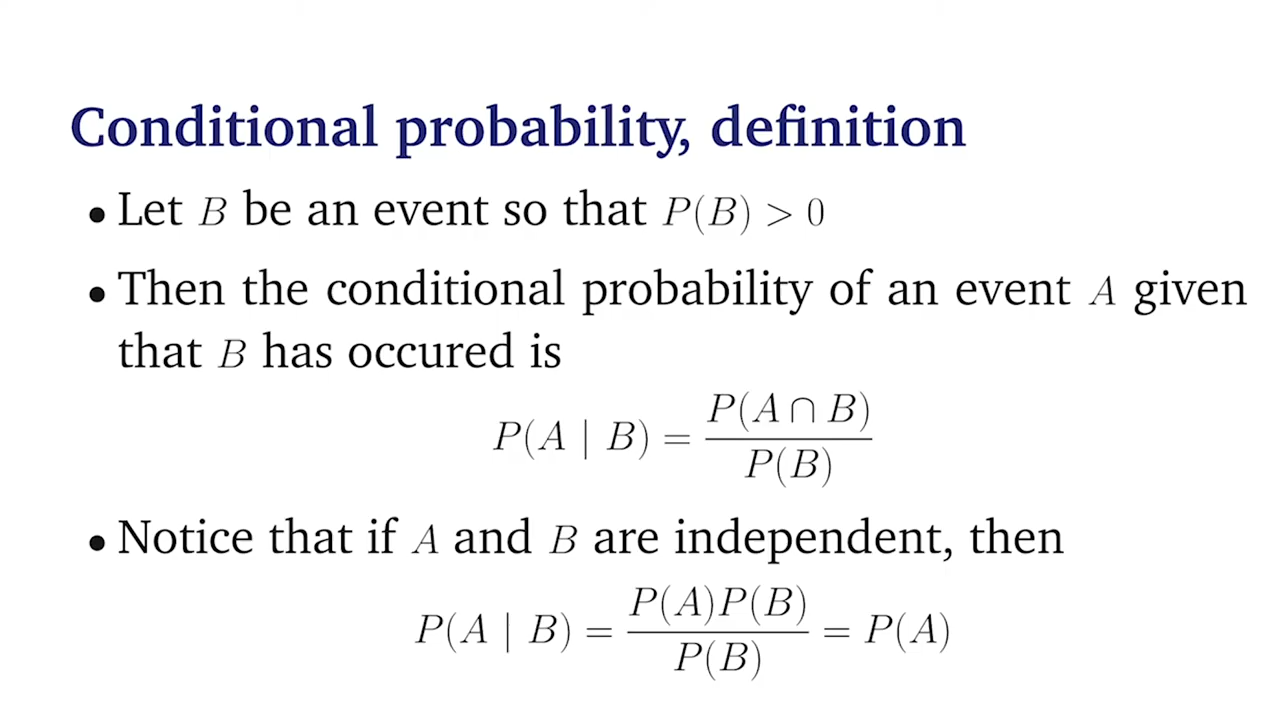 Conditional probability, definition
• Let B be an event so that P(B) > 0
• Then the conditional probability of an event A given
that B has occured is
P(A | B) = P(A ∩ B) / P(B)
• Notice that if A and B are independent, then
P(A | B) = P(A)P(B) / P(B) = P(A)